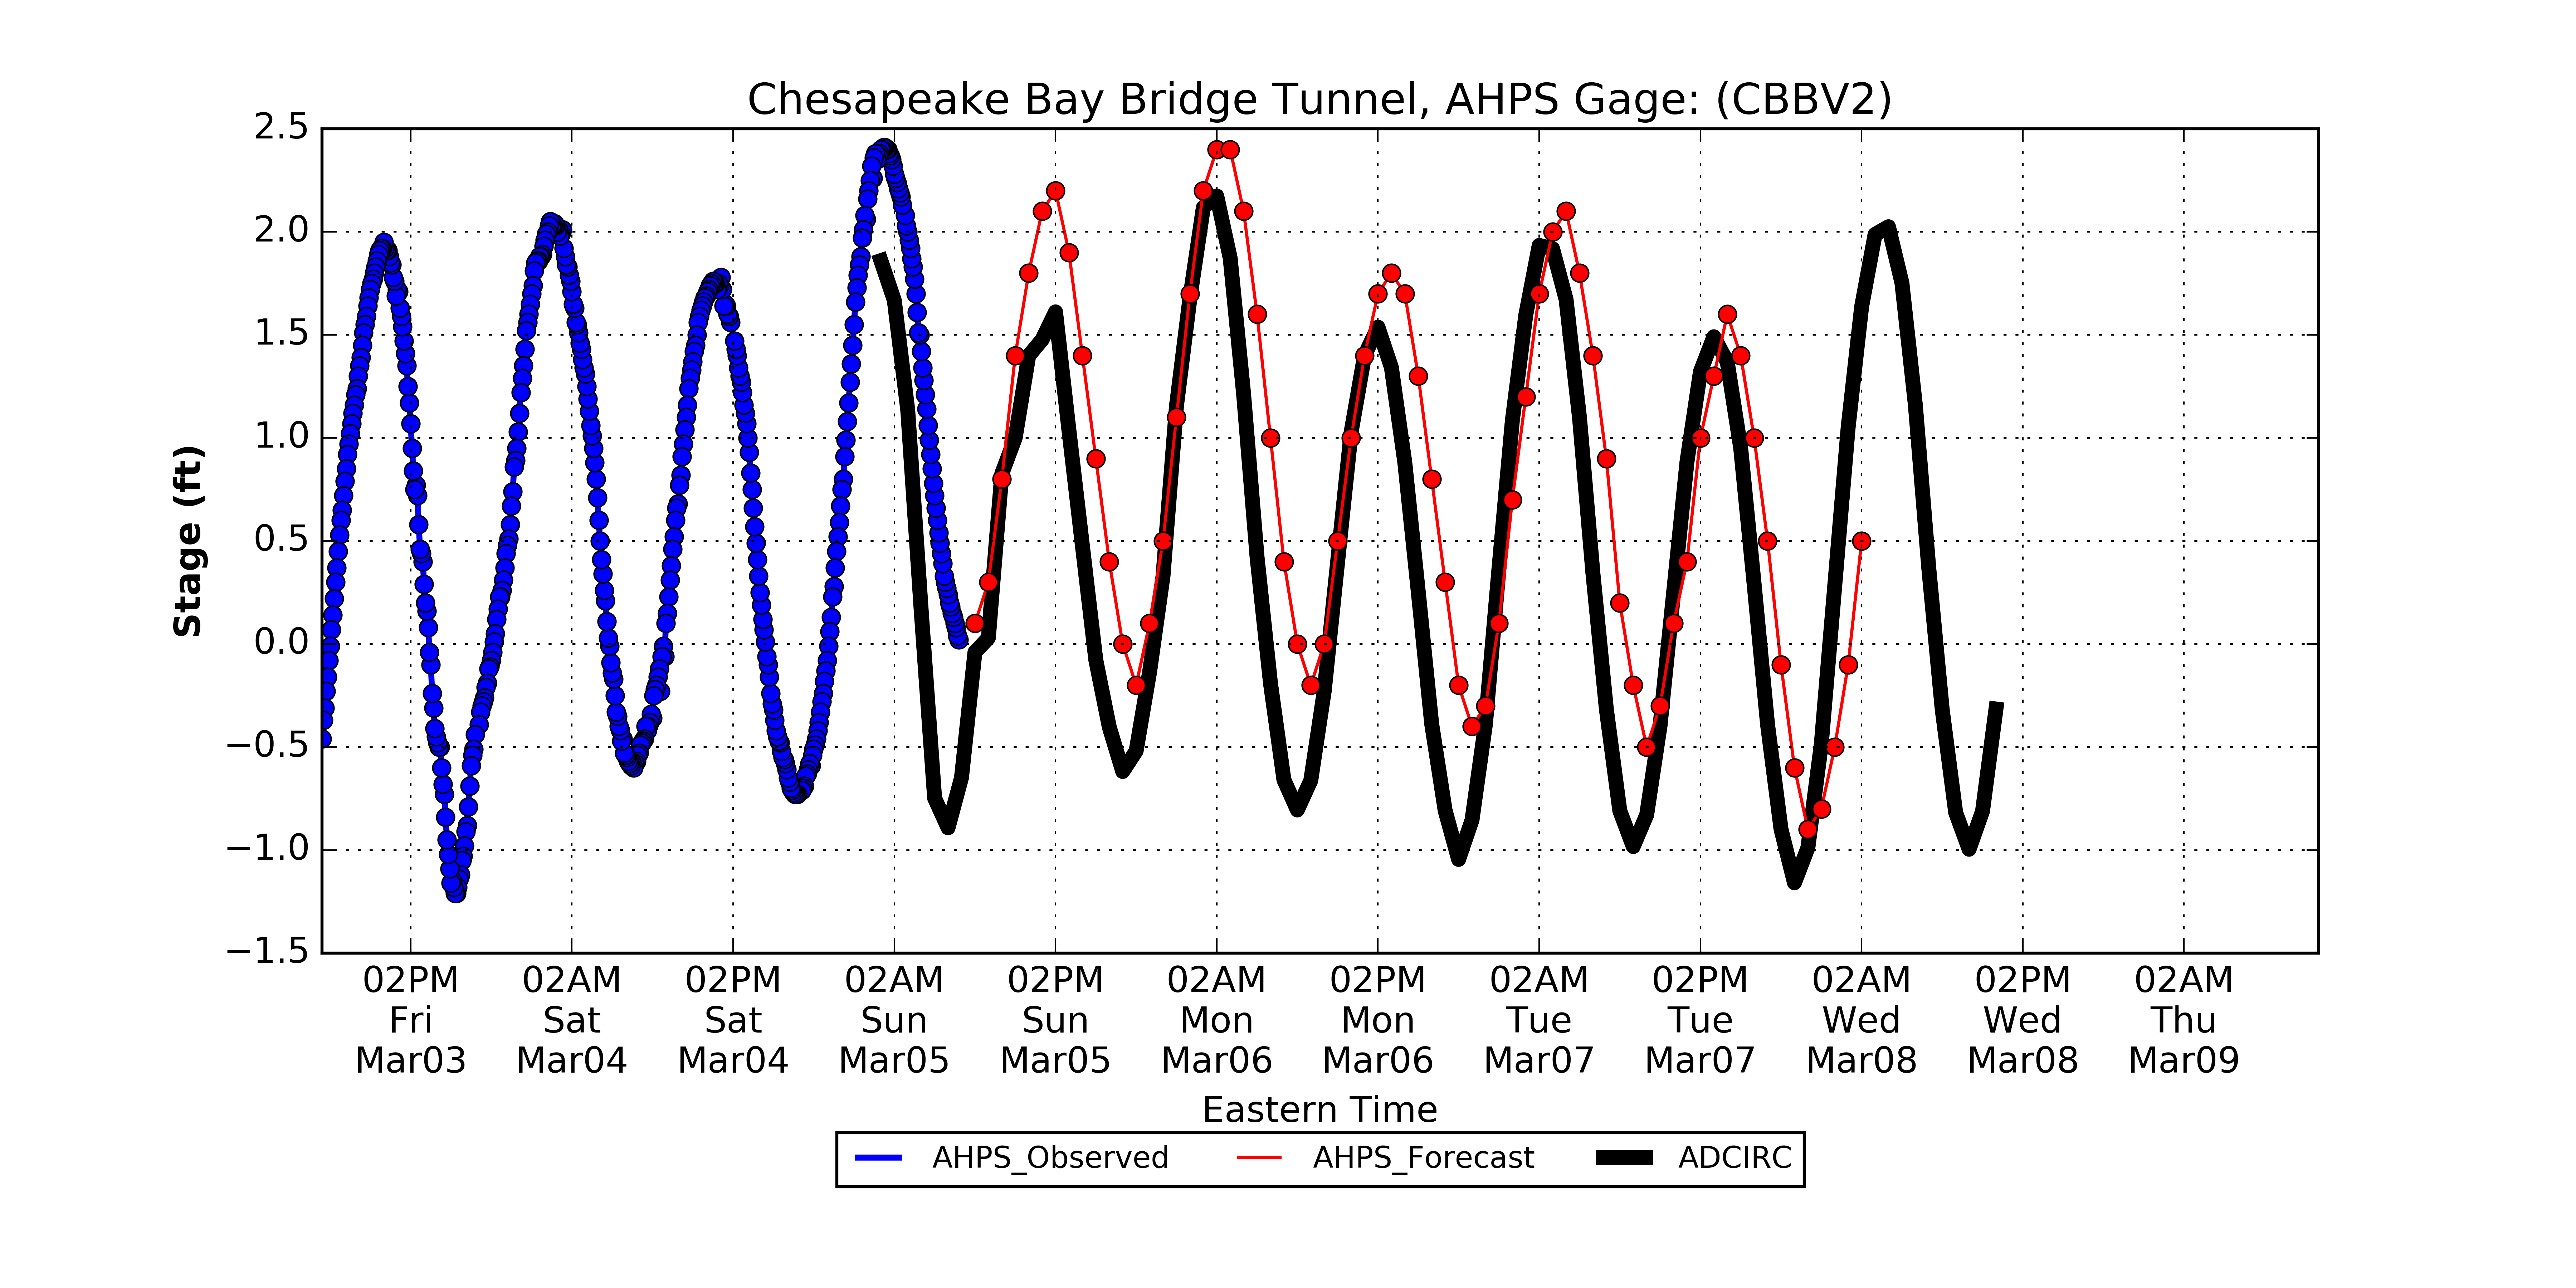 Chesapeake Bay Bridge Tunnel, AHPS Gage: (CBBV2)
2.5
2.0
1.5
1.0
0.5
0.0
−0.5
−1.0
−1.5
Stage (ft)
02PM 02AM 02PM 02AM 02PM 02AM 02PM 02AM 02PM 02AM 02PM 02AM
Fri Sat Sat Sun Sun Mon Mon Tue Tue Wed Wed Thu
Mar03 Mar04 Mar04 Mar05 Mar05 Mar06 Mar06 Mar07 Mar07 Mar08 Mar08 Mar09
Eastern Time
AHPS_Observed AHPS_Forecast ADCIRC